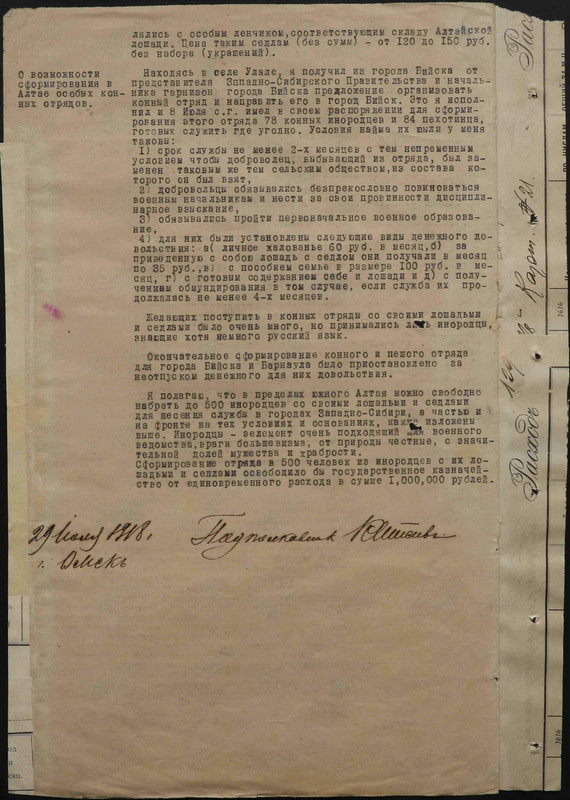 лялись с особым ленчиком,соответствующим складу Алтайской
лошади. Цена таким седлам (без сумы) - от 120 до 150 руб.
без набора (украшений).
О возможности
сформирования в
Алтае особых кон
ных отрядов.
Находясь в селе Улале, я получил из города Бийска от
представителя Западно-Сибирского Правительства и началь-
ника гарнизон города Бийска предложение организовать
конный отряд и направить его в город Бийск. Это я испол-
нил и 8 Июля с.г. имел в своем распоряжении для сформи-
рования этого отряда 78 конных инородцев и 84 пехотинца,
готовых служить где угодно. Условия найма их были у меня
таковы:
1) срок службы не менее 2-х месяцев с тем непременным
условием чтобы доброволец, выбывающий из отряда, был за-
менен таковым же тем сельским обществом,из состава ко-
торого он был взят,
2) добровольцы обязывались безпрекословно повиноваться
военным начальникам и нести за свои провинности дисципли-
нарное взыскание,
3) обязывались пройти первоначальное военное образова-
ние,
4) для них были установлены следующие виды денежного до-
вольствия: а( личное жалованье 60 руб. в месяц,б) за
приведенную с собою лошадь с седлом они получали в месяц
по 35 руб.,в) с пособием семье в размере 100 руб. в ме-
сяц, г) с готовым содержанием себе и лошади и д) с полу-
чением обмундирования в том случае, если служба их про-
должалась не менее 4-х месяцев.
Желающих поступить в конные отряды со своими лошадьми
и седлами было очень много, но принимались лишь инородцы,
знающие хотя немного русский язык.
Окончательное сформирование конного и пешого отряда
для города Бийска и Барнаула было приостановлено за
неотпуском денежного для них довольствия.
Я полагаю, что в пределах южного Алтая можно свободно
набрать до 500 инородцев со своими лошадьми и седлами
для несения службы в городах Западно-Сибири, а частью и
на фронте на тех условиях и основаниях, какия изложены
выше. Инородцы - велемент очень подходящий для военного
ведомства,враги большевизма, от природы честные, с значи-
тельной долей мужества и храбрости.
Сформирование отряда в 500 человек из инородцев с их ло-
шадьми и седлами освободило бы государственное казначей-
ство от единовременного расхода в сумме 1,000,000 рублей.
29 Июля 1918 г.
г. Омскъ
Подполковник
Расходъ